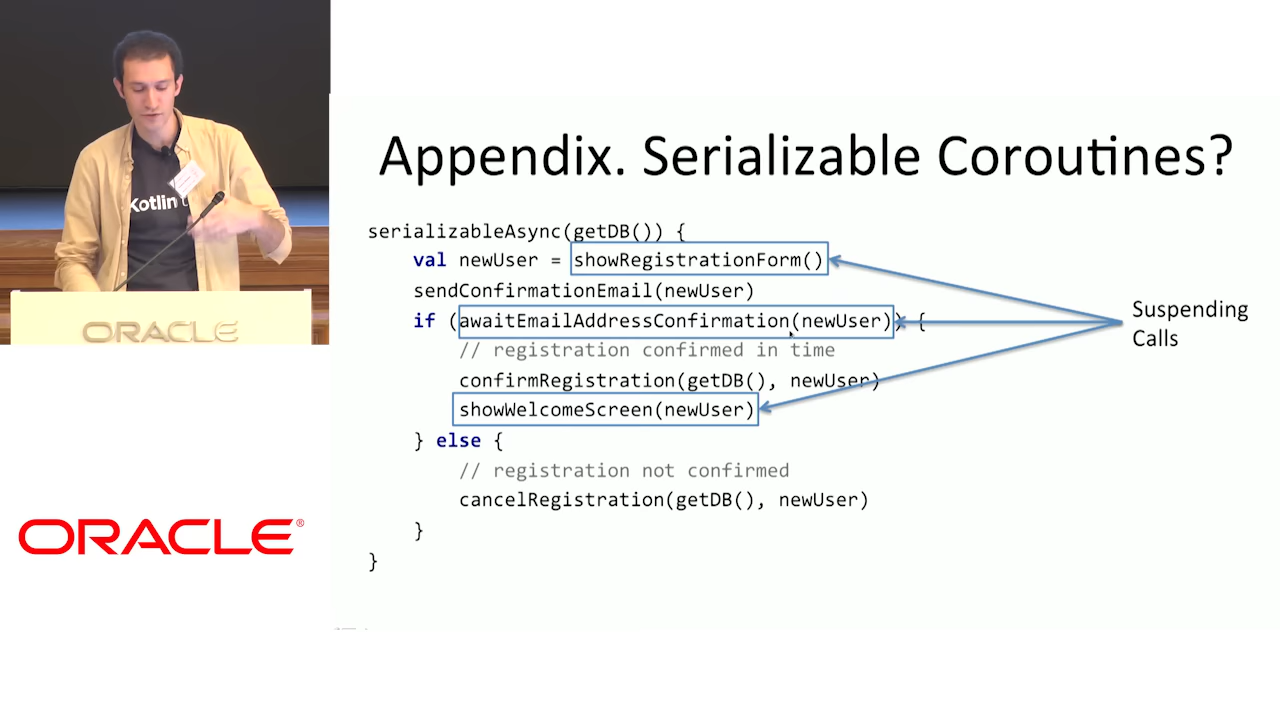 Appendix. Serializable Coroutines?
serializableAsync(getDB()) {
val newUser = showRegistrationForm()
sendConfirmationEmail(newUser)
if (awaitEmailAddressConfirmation(newUser)) {
// registration confirmed in time
confirmRegistration(getDB(), newUser)
showWelcomeScreen(newUser)
} else {
// registration not confirmed
cancelRegistration(getDB(), newUser)
}
}
Suspending
Calls
Kotlin
ORACLE
ORACLE®